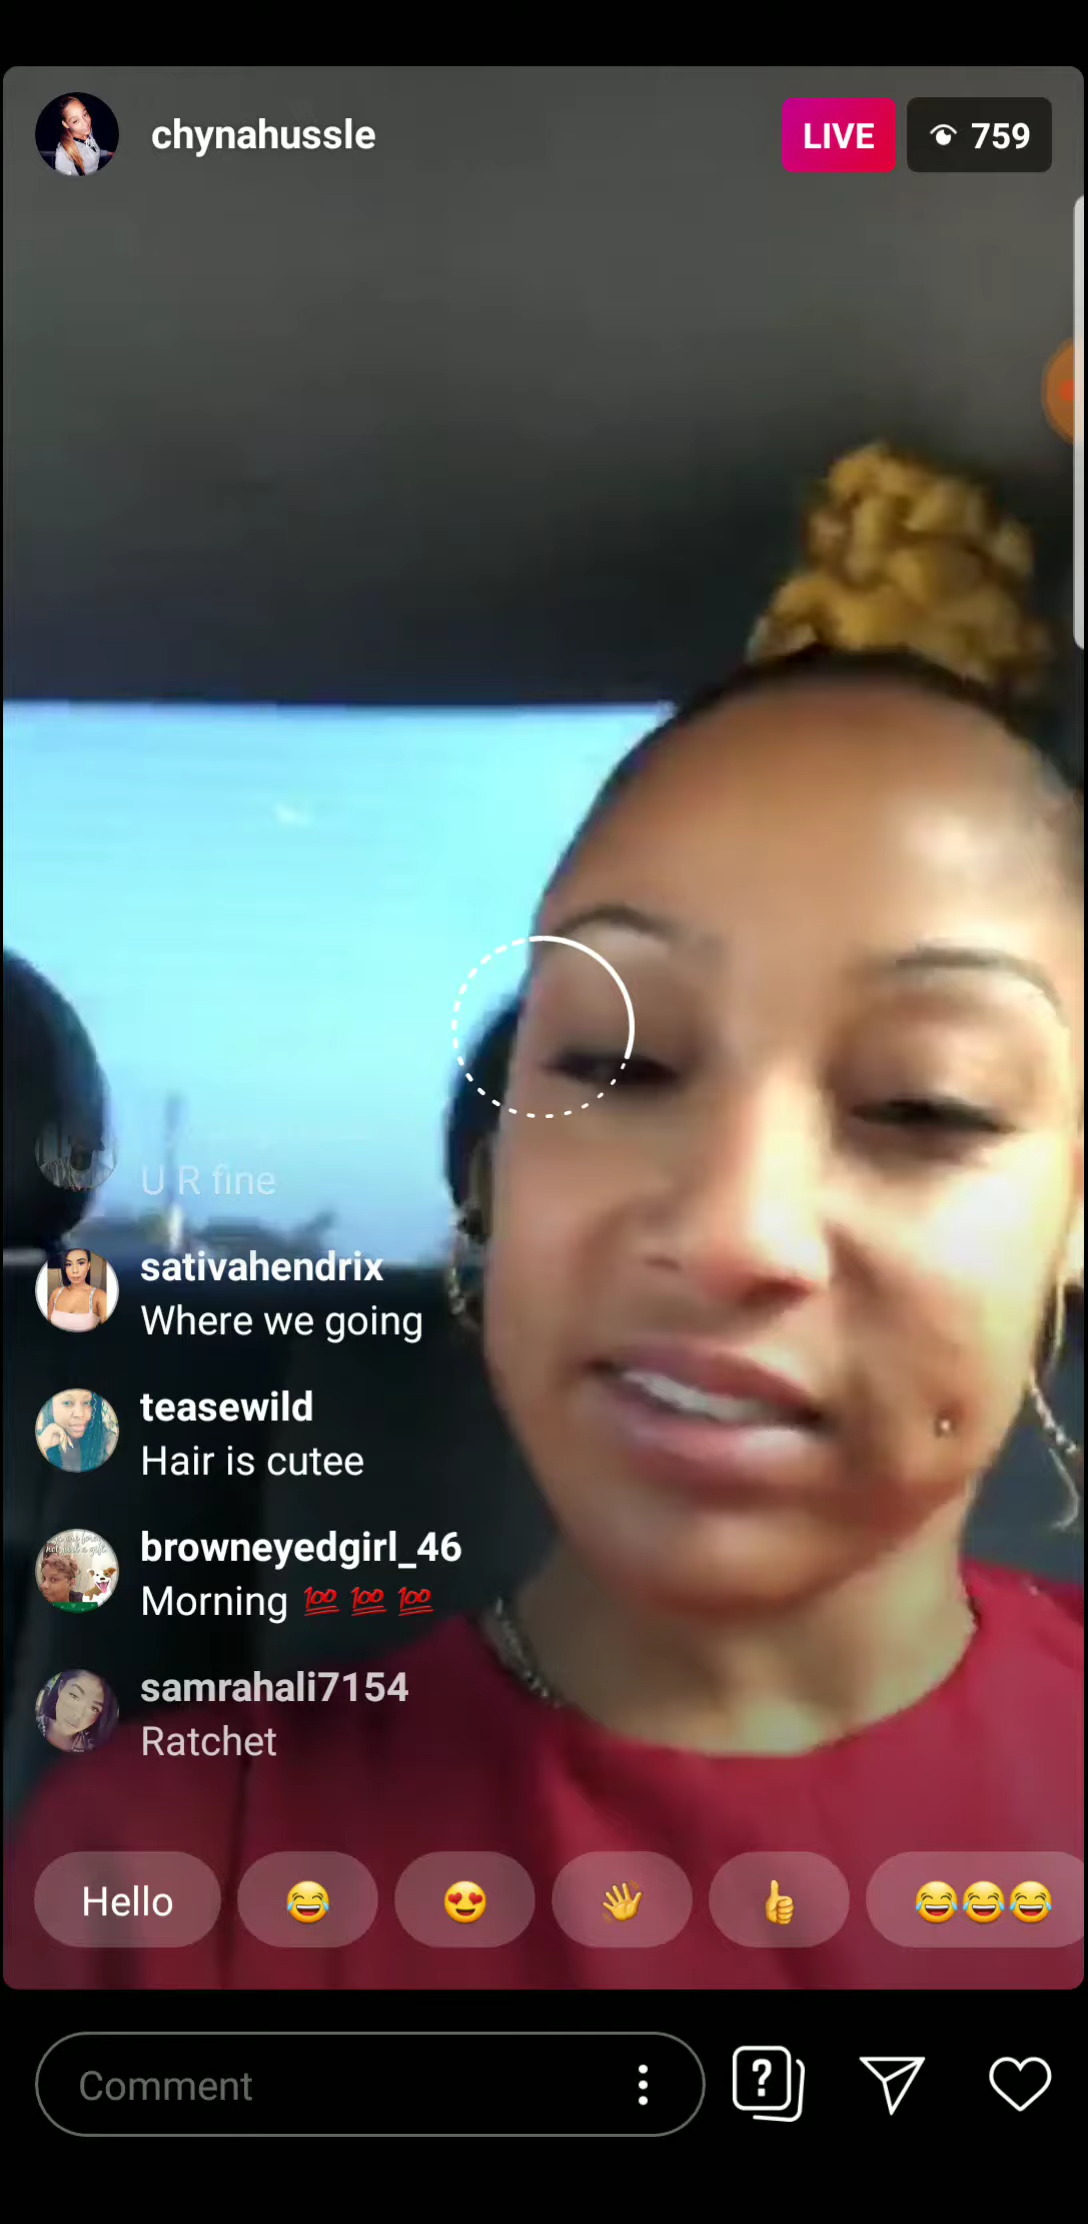 chynahussle
LIVE
759
U R fine
sativahendrix
Where we going
teasewild
Hair is cutee
browneyedgirl_46
Morning 💯 💯 💯
samrahali7154
Ratchet
Hello
😂
😍
👋
👍
😂😂😂
Comment
?